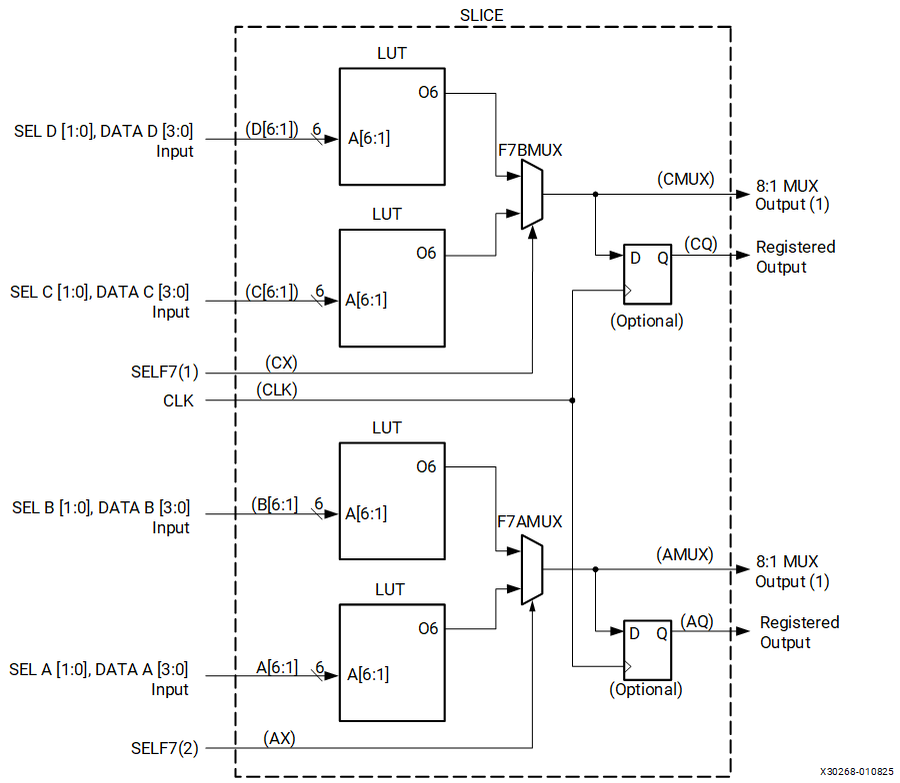 SLICE
LUT
O6
SEL D [1:0], DATA D [3:0]
Input
(D[6:1])
6
A[6:1]
F7BMUX
(CMUX)
8:1 MUX
Output (1)
LUT
O6
D
Q
(CQ)
Registered
Output
SEL C [1:0], DATA C [3:0]
Input
(C[6:1])
6
A[6:1]
(Optional)
SELF7(1)
(CX)
CLK
(CLK)
LUT
O6
SEL B [1:0], DATA B [3:0]
Input
(B[6:1]
6
A[6:1]
F7AMUX
(AMUX)
8:1 MUX
Output (1)
LUT
O6
D
Q
(AQ)
Registered
Output
SEL A [1:0], DATA A [3:0]
Input
A[6:1]
6
A[6:1]
(Optional)
SELF7(2)
(AX)
X30268-010825